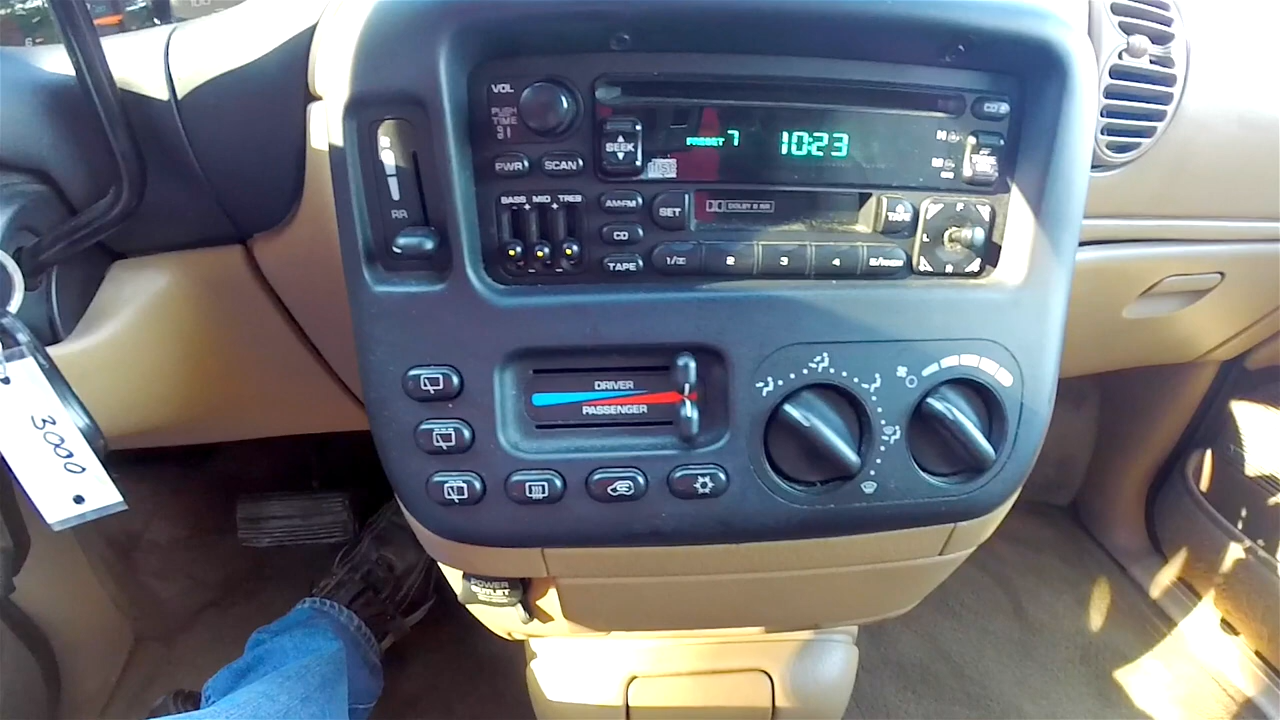 VOL
PUSH
TIME
PWR
SCAN
BASS MID TREB
SEEK
PRESET 7
10:23
CD
AM-FM
SET
DOLBY B NR
TAPE
CD
TAPE
2
3
4
F
L
R
RR
DRIVER
PASSENGER
POWER
OUTLET
3000